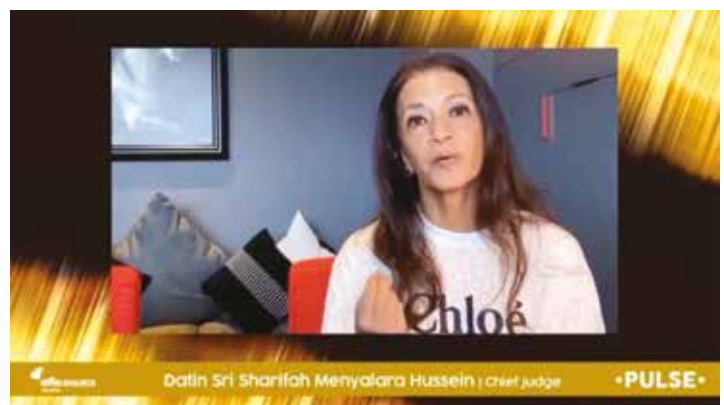 Chloé
Datin Sri Sharifah Menyalara Hussein | Chief Judge
•PULSE•